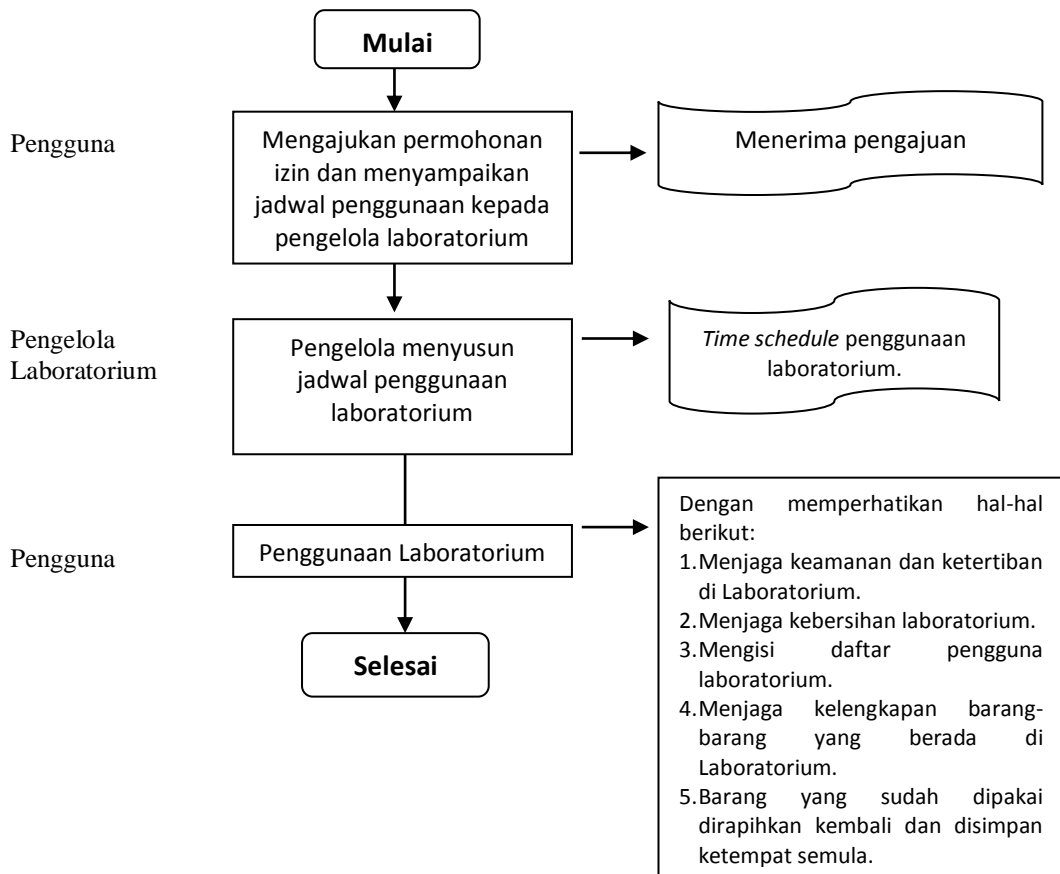 Mulai
Pengguna
Mengajukan permohonan
izin dan menyampaikan
jadwal penggunaan kepada
pengelola laboratorium
Menerima pengajuan
Pengelola
Laboratorium
Pengelola menyusun
jadwal penggunaan
laboratorium
Time schedule penggunaan
laboratorium.
Pengguna
Penggunaan Laboratorium
Dengan memperhatikan hal-hal
berikut:
1.Menjaga keamanan dan ketertiban
di Laboratorium.
2.Menjaga kebersihan laboratorium.
3.Mengisi daftar pengguna
laboratorium.
4.Menjaga kelengkapan barang-
barang yang berada di
Laboratorium.
5.Barang yang sudah dipakai
dirapihkan kembali dan disimpan
ketempat semula.
Selesai